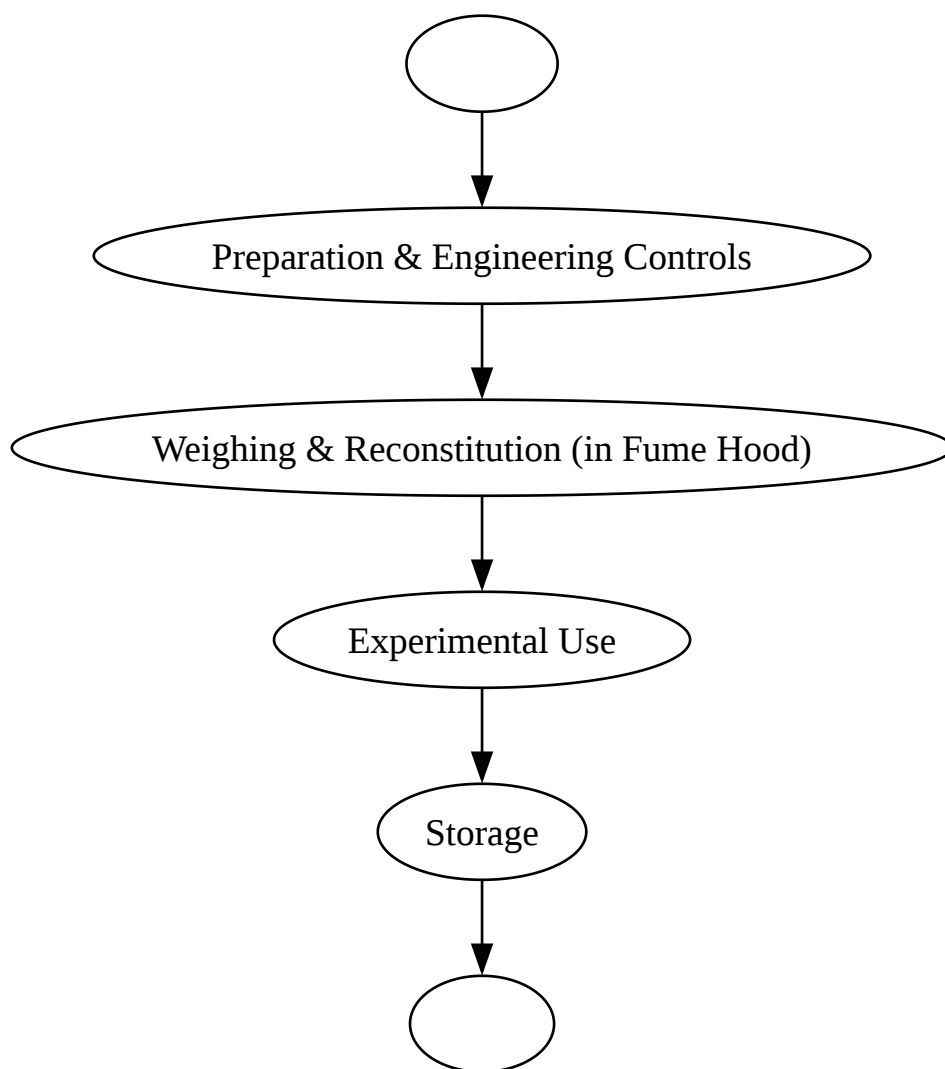 Preparation & Engineering Controls
Weighing & Reconstitution (in Fume Hood)
Experimental Use
Storage